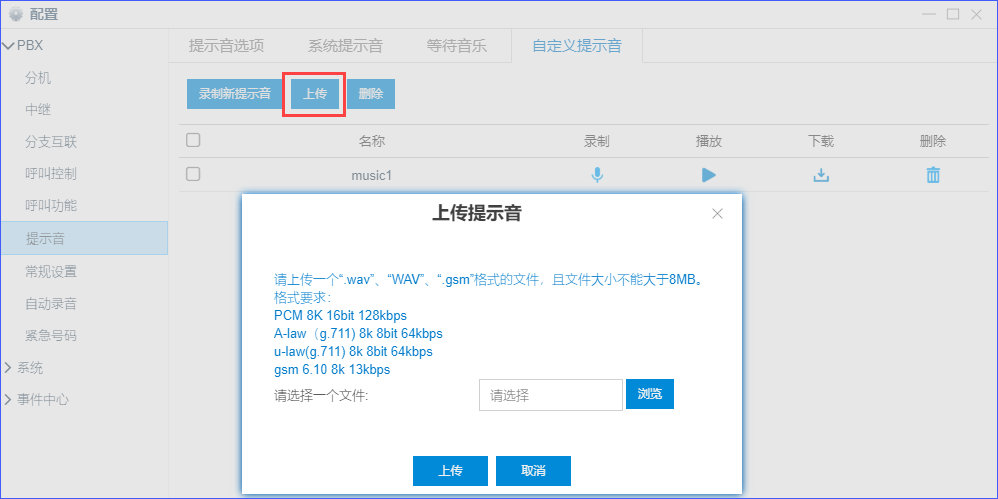 配置
PBX
分机
中继
分支互联
呼叫控制
呼叫功能
提示音
常规设置
自动录音
紧急号码
系统
事件中心
提示音选项 系统提示音 等待音乐 自定义提示音
录制新提示音 上传 删除
名称 录制 播放 下载 删除
music1
上传提示音
请上传一个“.wav”、“WAV”、“.gsm”格式的文件，且文件大小不能大于8MB。
格式要求：
PCM 8K 16bit 128kbps
A-law（g.711) 8k 8bit 64kbps
u-law(g.711) 8k 8bit 64kbps
gsm 6.10 8k 13kbps
请选择一个文件: 请选择 浏览
上传 取消